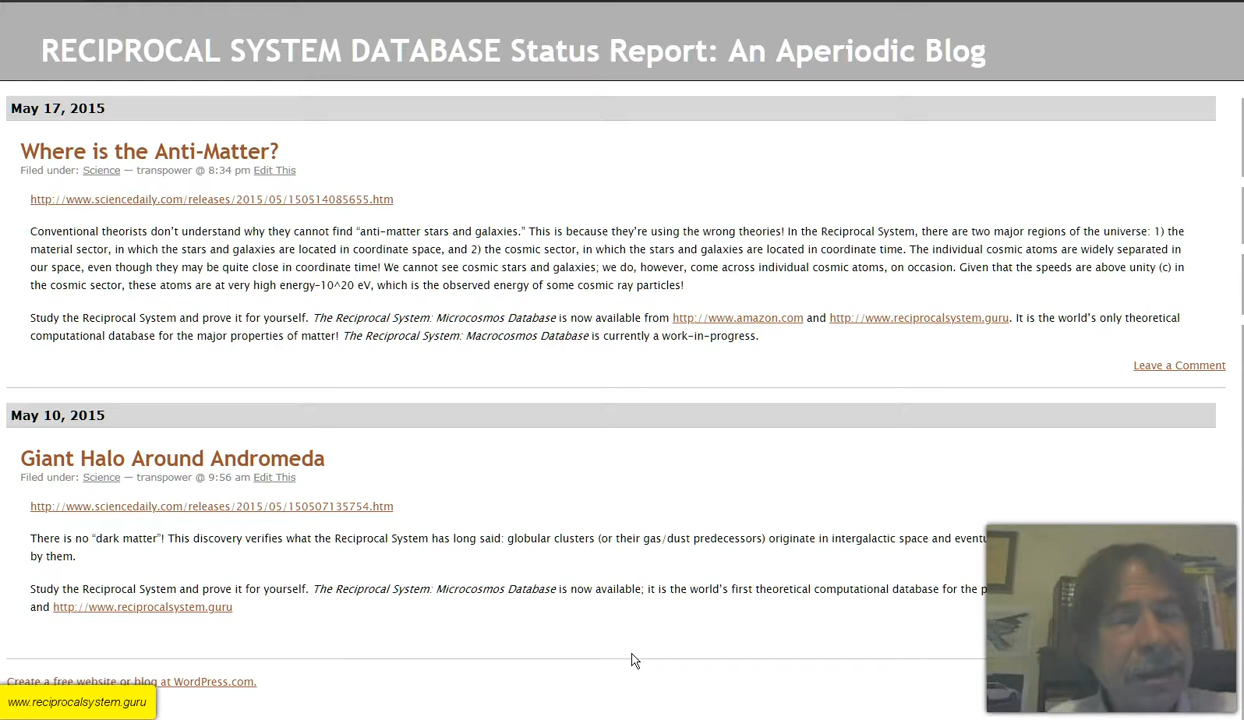 RECIPROCAL SYSTEM DATABASE Status Report: An Aperiodic Blog
May 17, 2015
Where is the Anti-Matter?
Filed under: Science — transpower @ 8:34 pm Edit This
http://www.sciencedaily.com/releases/2015/05/150514085655.htm
Conventional theorists don't understand why they cannot find "anti-matter stars and galaxies." This is because they're using the wrong theories! In the Reciprocal System, there are two major regions of the universe: 1) the
material sector, in which the stars and galaxies are located in coordinate space, and 2) the cosmic sector, in which the stars and galaxies are located in coordinate time. The individual cosmic atoms are widely separated in
our space, even though they may be quite close in coordinate time! We cannot see cosmic stars and galaxies; we do, however, come across individual cosmic atoms, on occasion. Given that the speeds are above unity (c) in
the cosmic sector, these atoms are at very high energy–10^20 eV, which is the observed energy of some cosmic ray particles!
Study the Reciprocal System and prove it for yourself. The Reciprocal System: Microcosmos Database is now available from http://www.amazon.com and http://www.reciprocalsystem.guru. It is the world's only theoretical
computational database for the major properties of matter! The Reciprocal System: Macrocosmos Database is currently a work-in-progress.
Leave a Comment
May 10, 2015
Giant Halo Around Andromeda
Filed under: Science — transpower @ 9:56 am Edit This
http://www.sciencedaily.com/releases/2015/05/150507135754.htm
There is no "dark matter"! This discovery verifies what the Reciprocal System has long said: globular clusters (or their gas/dust predecessors) originate in intergalactic space and
by them.
Study the Reciprocal System and prove it for yourself. The Reciprocal System: Microcosmos Database is now available; it is the world's first theoretical computational database for the
and http://www.reciprocalsystem.guru
Create a free website or blog at WordPress.com.
www.reciprocalsystem.guru